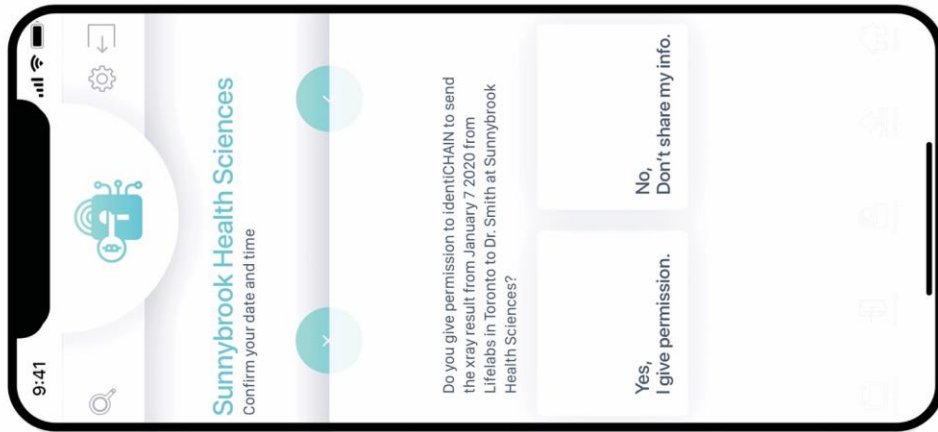 9:41
Sunnybrook Health Sciences
Confirm your date and time
Do you give permission to identiCHAIN to send
the xray result from January 7 2020 from
Lifelabs in Toronto to Dr. Smith at Sunnybrook
Health Sciences?
Yes,
I give permission.
No,
Don't share my info.